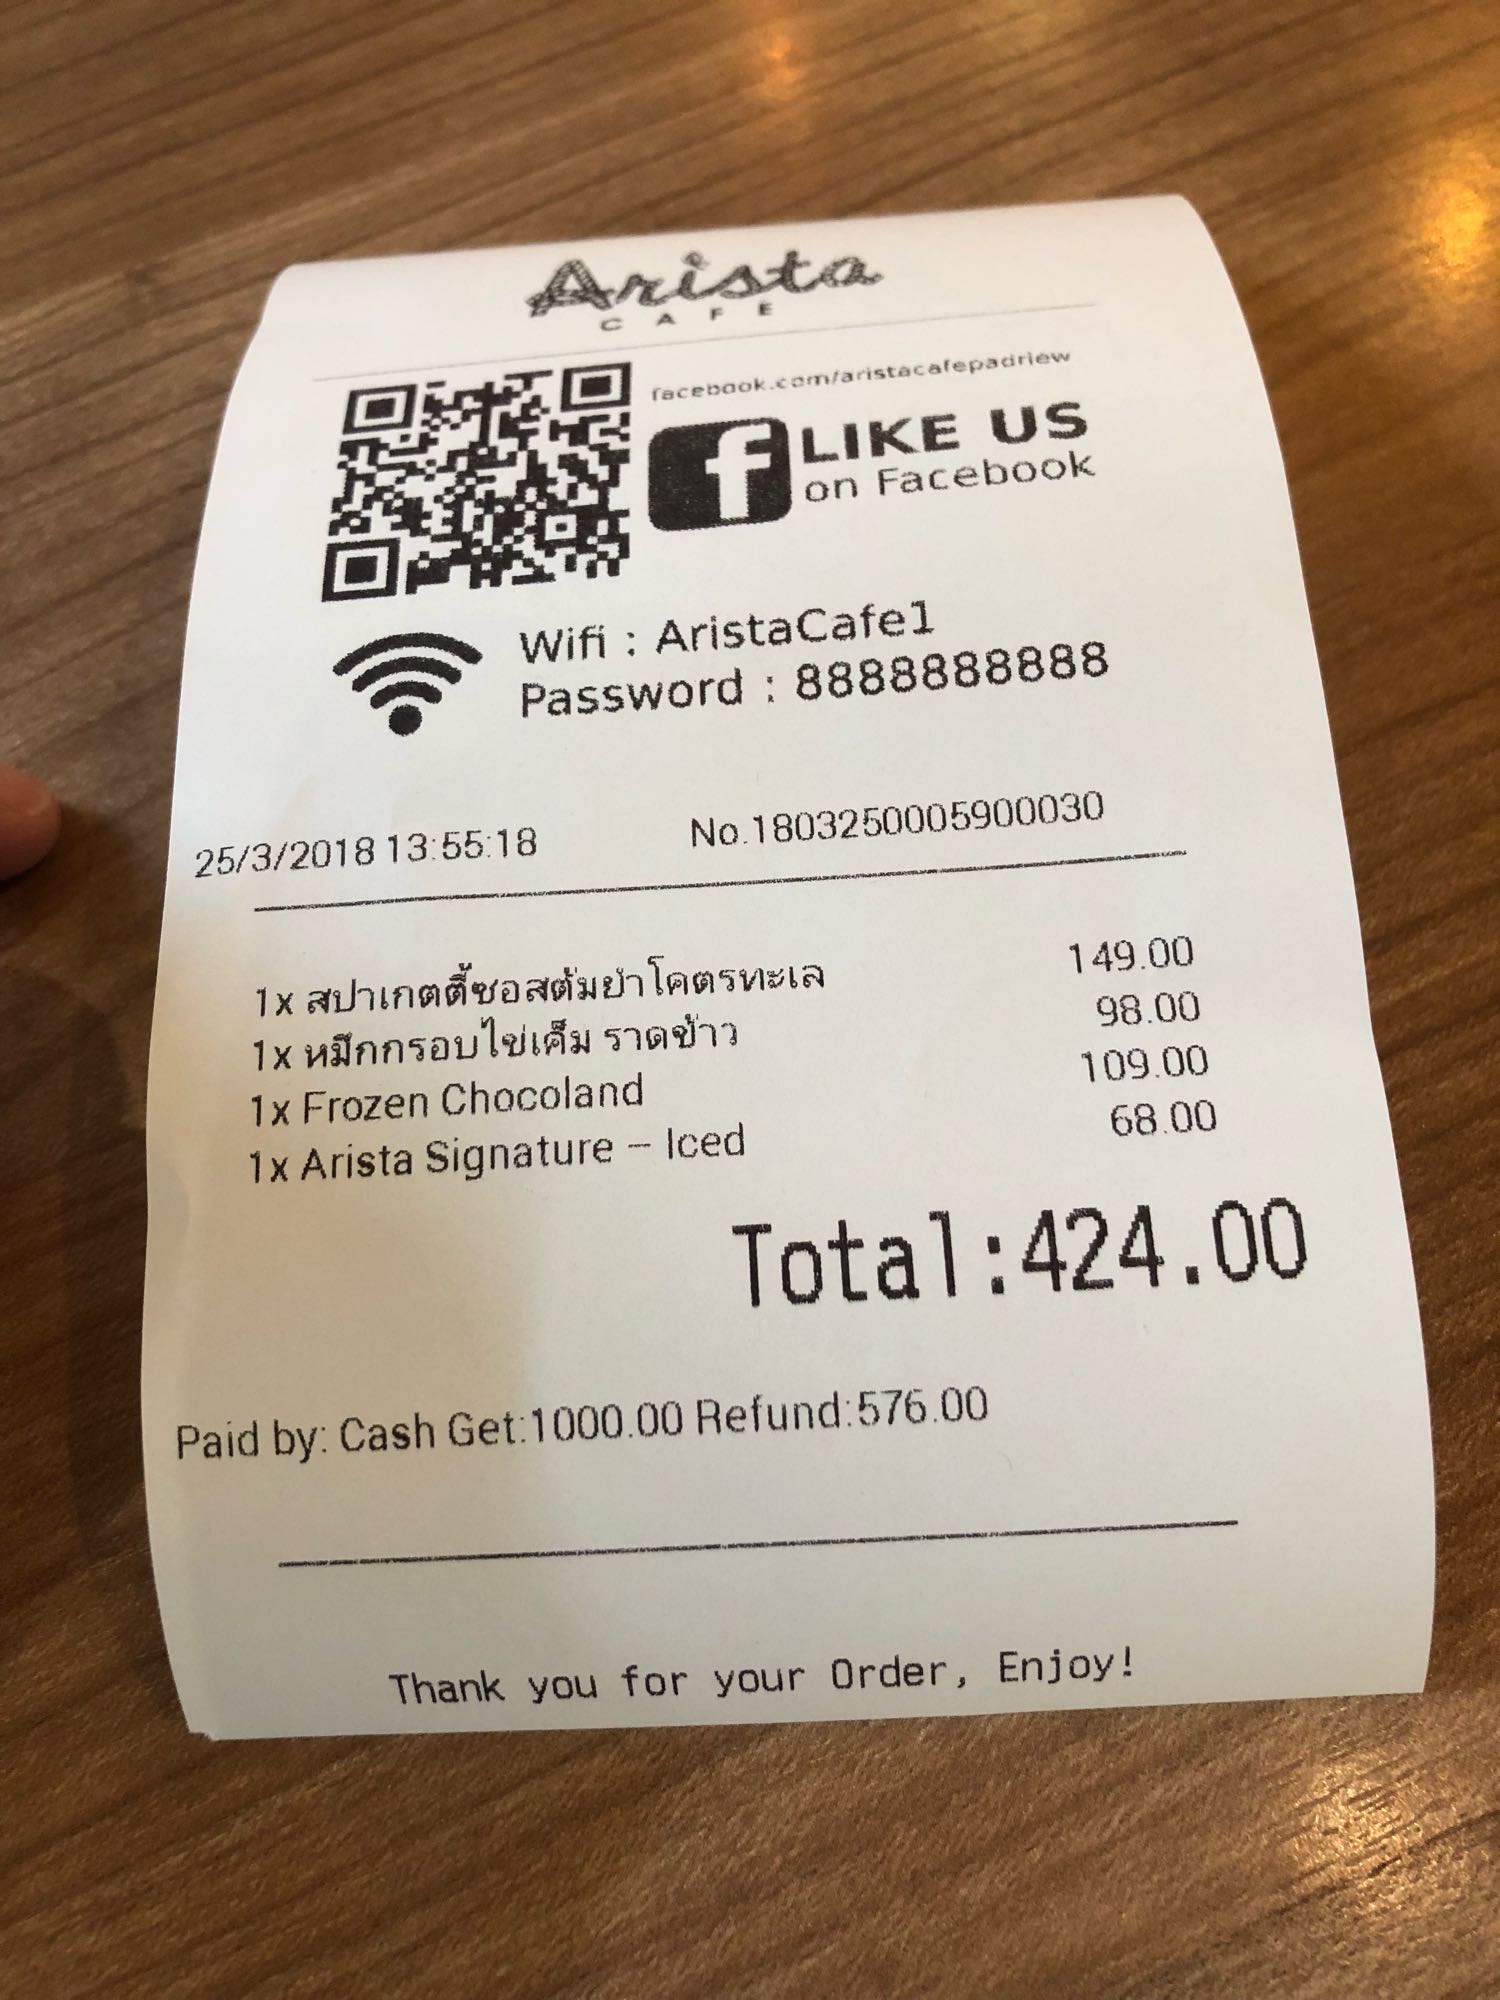 Arista
CAFE
facebook.com/aristacafepadriew
f LIKE US
on Facebook
Wifi : AristaCafe1
Password : 8888888888
25/3/2018 13:55:18 No.1803250005900030
1x สปาเกตตี้ซอสต้มยำโคตรทะเล 149.00
1x หมึกกรอบไข่เค็ม ราดข้าว 98.00
1x Frozen Chocoland 109.00
1x Arista Signature – Iced 68.00
Total:424.00
Paid by: Cash Get:1000.00 Refund:576.00
Thank you for your Order, Enjoy!